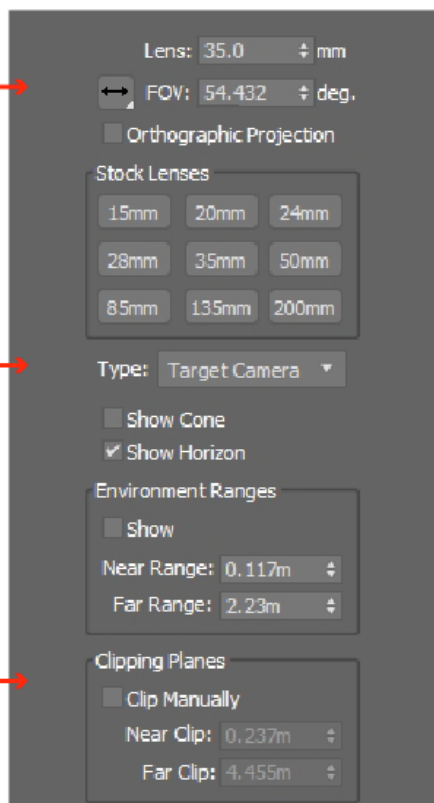 Lens: 35.0 mm
FOV: 54.432 deg.
Orthographic Projection
Stock Lenses
15mm 20mm 24mm
28mm 35mm 50mm
85mm 135mm 200mm
Type: Target Camera
Show Cone
Show Horizon
Environment Ranges
Show
Near Range: 0.117m
Far Range: 2.23m
Clipping Planes
Clip Manually
Near Clip: 0.237m
Far Clip: 4.455m